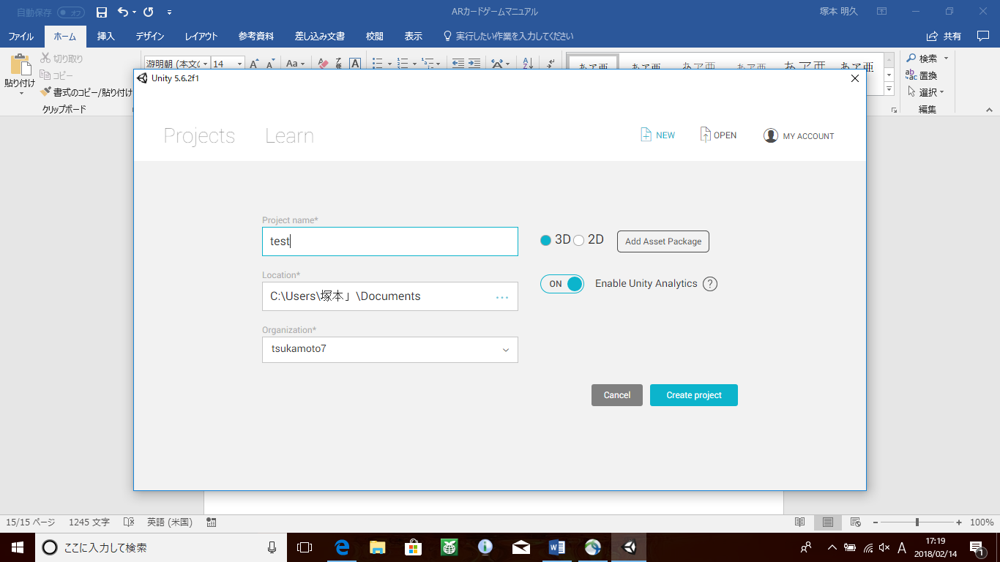 自動保存 オフ ARカードゲームマニュアル 塚本 明久
ファイル ホーム 挿入 デザイン レイアウト 参考資料 差し込み文書 校閲 表示 実行したい作業を入力してください 共有
切り取り
コピー
書式のコピー/貼り付け
貼り付け
クリップボード
游明朝 (本文の 14
Aa
A
あア亜 あア亜 あア亜 あア亜 あア亜 あア亜
検索
置換
選択
編集
Unity 5.6.2f1
Projects Learn NEW OPEN MY ACCOUNT
Project name*
test
3D 2D Add Asset Package
Location*
C:\Users\塚本」\Documents
ON Enable Unity Analytics ?
Organization*
tsukamoto7
Cancel Create project
15/15 ページ 1245 文字 英語 (米国) 100%
ここに入力して検索
A 17:19
2018/02/14
1